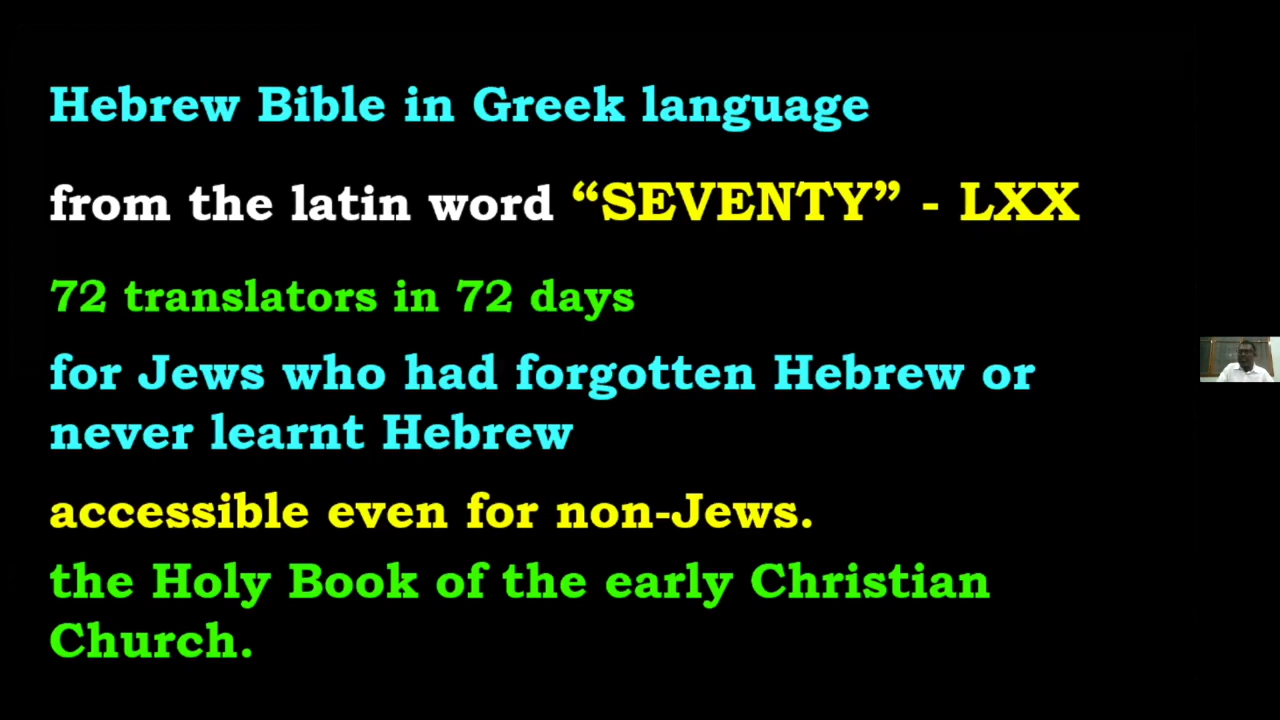 Hebrew Bible in Greek language
from the latin word “SEVENTY” - LXX
72 translators in 72 days
for Jews who had forgotten Hebrew or
never learnt Hebrew
accessible even for non-Jews.
the Holy Book of the early Christian
Church.